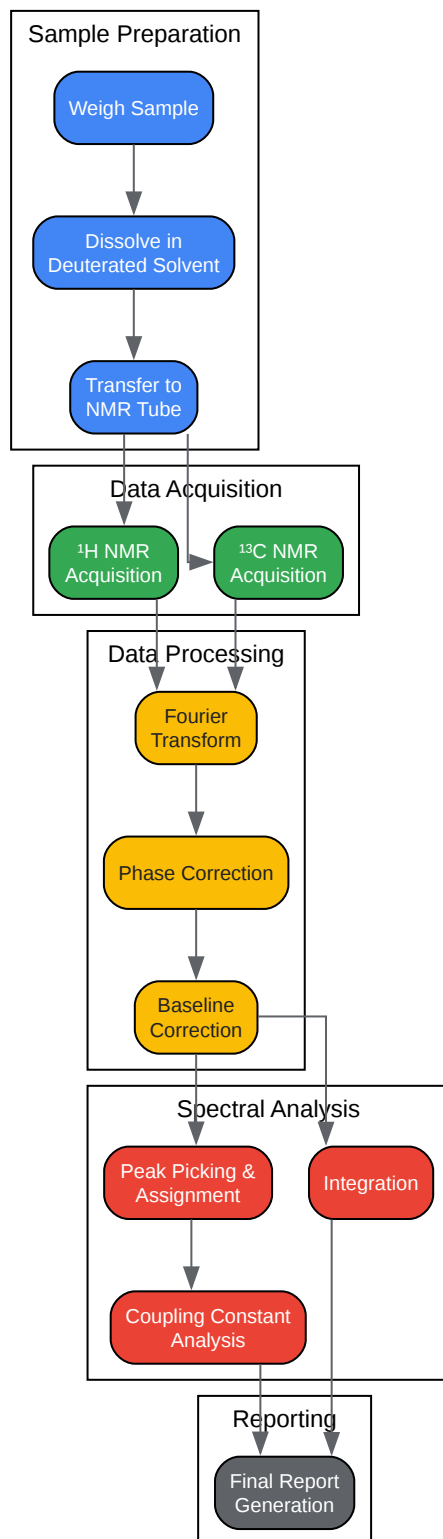 Sample Preparation
Weigh Sample
Dissolve in
Deuterated Solvent
Transfer to
NMR Tube
Data Acquisition
¹H NMR
Acquisition
¹³C NMR
Acquisition
Data Processing
Fourier
Transform
Phase Correction
Baseline
Correction
Spectral Analysis
Peak Picking &
Assignment
Integration
Coupling Constant
Analysis
Reporting
Final Report
Generation